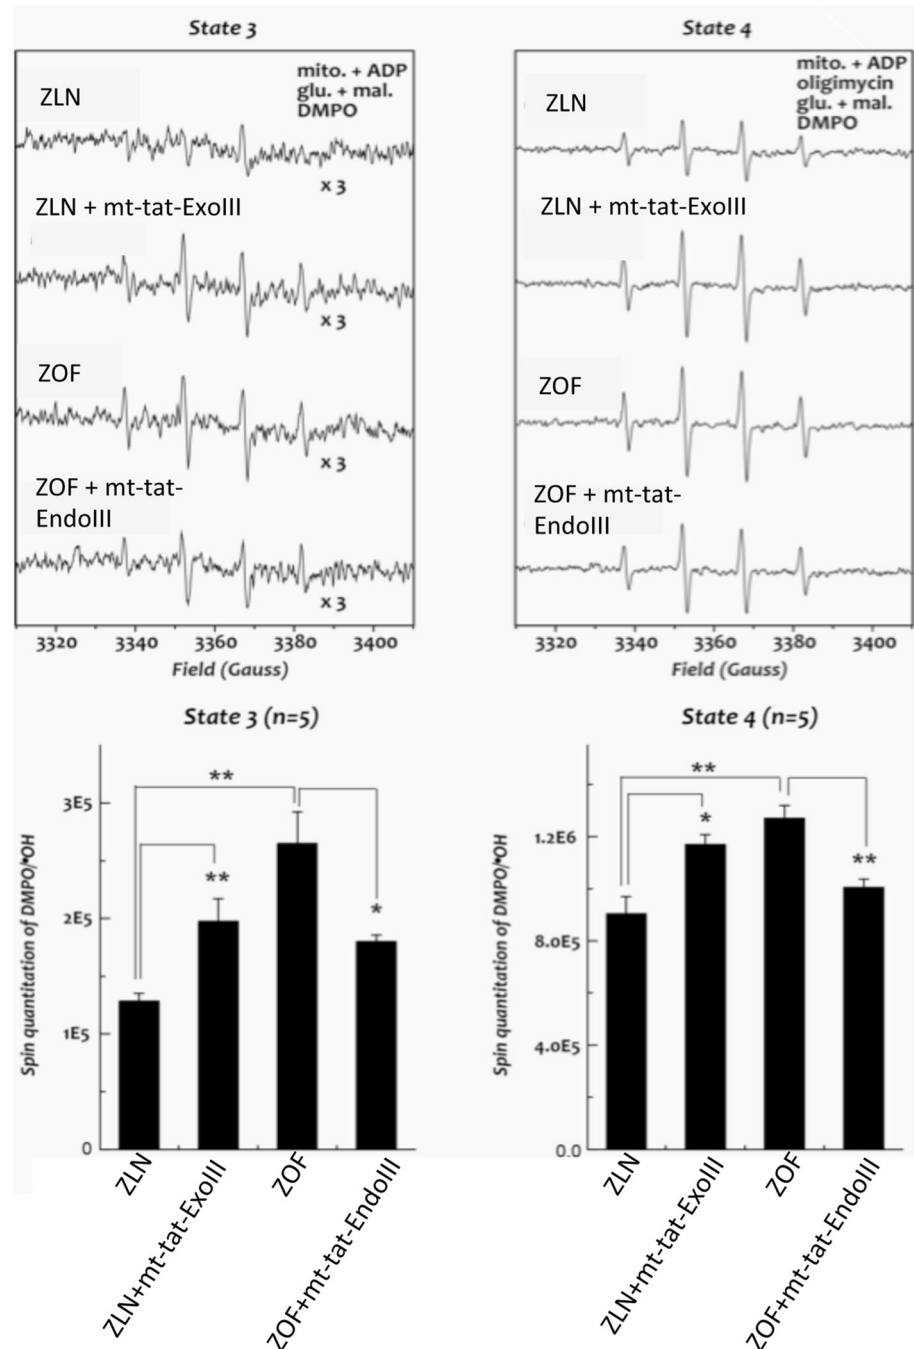 State 3
mito. + ADP
glu. + mal.
DMPO
ZLN
x 3
ZLN + mt-tat-ExoIII
x 3
ZOF
x 3
ZOF + mt-tat-
EndoIII
x 3
3320 3340 3360 3380 3400
Field (Gauss)
State 4
mito. + ADP
oligimycin
glu. + mal.
DMPO
ZLN
ZLN + mt-tat-ExoIII
ZOF
ZOF + mt-tat-
EndoIII
3320 3340 3360 3380 3400
Field (Gauss)
State 3 (n=5)
Spin quantitation of DMPO/•OH
3E5
2E5
1E5
0
**
**
*
ZLN
ZLN+mt-tat-ExoIII
ZOF
ZOF+mt-tat-EndoIII
State 4 (n=5)
Spin quantitation of DMPO/•OH
1.2E6
8.0E5
4.0E5
0.0
**
*
**
ZLN
ZLN+mt-tat-ExoIII
ZOF
ZOF+mt-tat-EndoIII